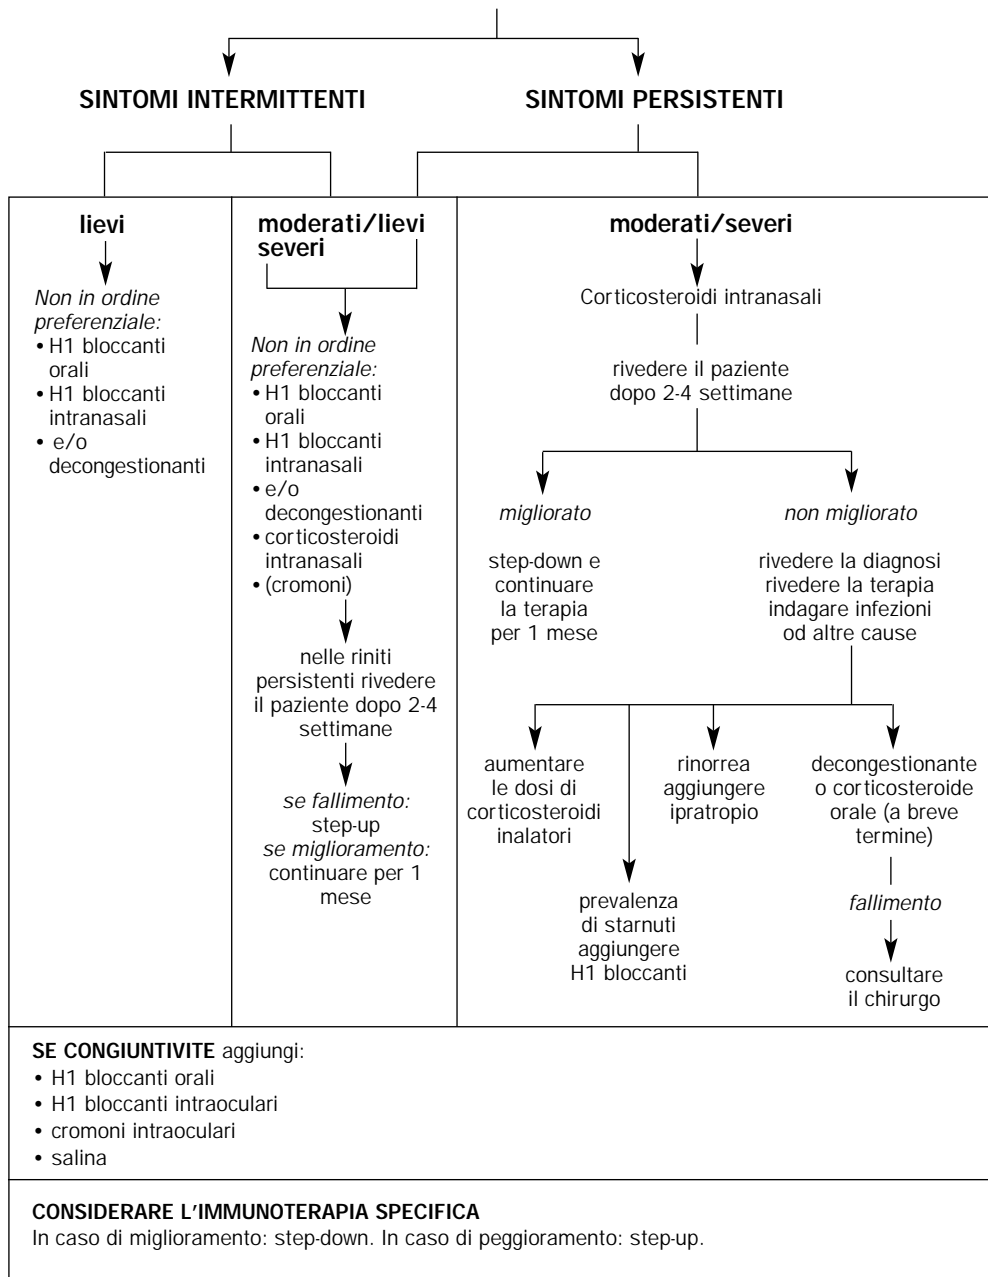 SINTOMI INTERMITTENTI
SINTOMI PERSISTENTI
lievi
Non in ordine
preferenziale:
• H1 bloccanti
orali
• H1 bloccanti
intranasali
• e/o
decongestionanti
moderati/lievi
severi
Non in ordine
preferenziale:
• H1 bloccanti
orali
• H1 bloccanti
intranasali
• e/o
decongestionanti
• corticosteroidi
intranasali
• (cromoni)
nelle riniti
persistenti rivedere
il paziente dopo 2-4
settimane
se fallimento:
step-up
se miglioramento:
continuare per 1
mese
moderati/severi
Corticosteroidi intranasali
rivedere il paziente
dopo 2-4 settimane
migliorato
step-down e
continuare
la terapia
per 1 mese
non migliorato
rivedere la diagnosi
rivedere la terapia
indagare infezioni
od altre cause
aumentare
le dosi di
corticosteroidi
inalatori
prevalenza
di starnuti
aggiungere
H1 bloccanti
rinorrea
aggiungere
ipratropio
decongestionante
o corticosteroide
orale (a breve
termine)
fallimento
consultare
il chirurgo
SE CONGIUNTIVITE aggiungi:
• H1 bloccanti orali
• H1 bloccanti intraoculari
• cromoni intraoculari
• salina
CONSIDERARE L'IMMUNOTERAPIA SPECIFICA
In caso di miglioramento: step-down. In caso di peggioramento: step-up.